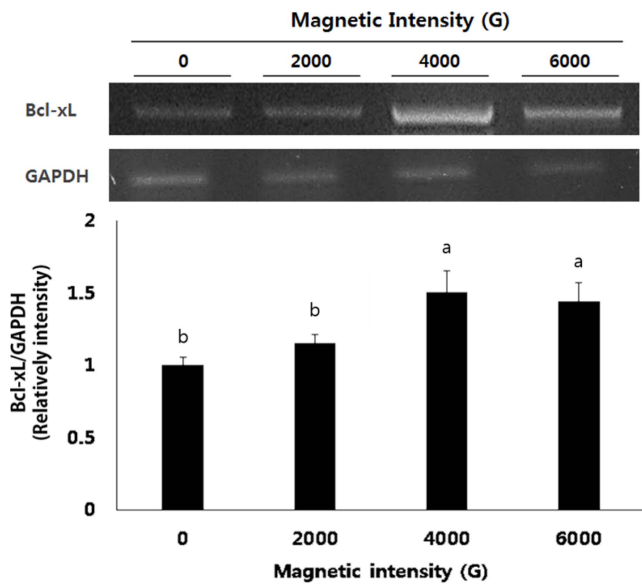 Magnetic Intensity (G)
0 2000 4000 6000
Bcl-xL
GAPDH
Bcl-xL/GAPDH
(Relatively intensity)
2
1.5
1
0.5
0
b b a a
0 2000 4000 6000
Magnetic intensity (G)